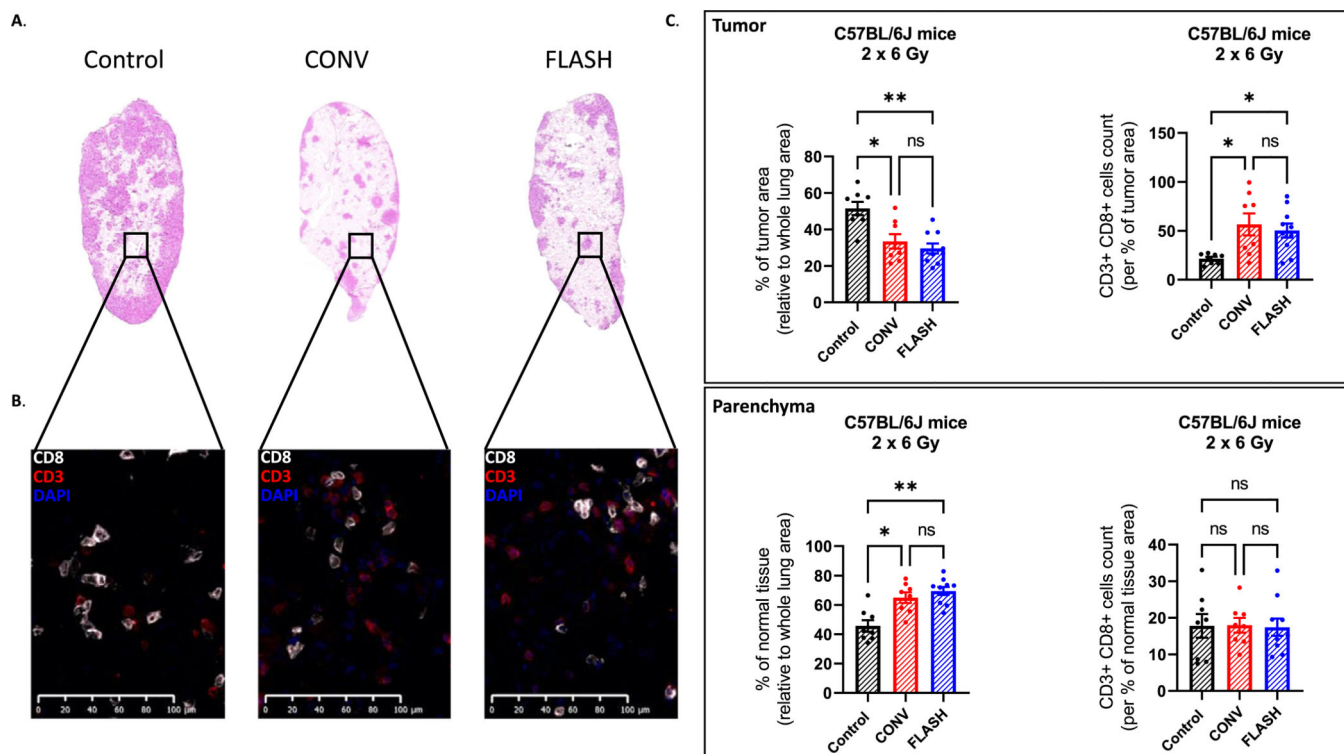 A.
Control
CONV
FLASH
B.
CD8
CD3
DAPI
0 20 40 60 80 100 µm
CD8
CD3
DAPI
0 20 40 60 80 100 µm
CD8
CD3
DAPI
0 20 40 60 80 100 µm
C.
Tumor
C57BL/6J mice
2 x 6 Gy
**
*
ns
% of tumor area
(relative to whole lung area)
80
60
40
20
0
Control
CONV
FLASH
C57BL/6J mice
2 x 6 Gy
*
*
ns
CD3+ CD8+ cells count
(per % of tumor area)
150
100
50
0
Control
CONV
FLASH
Parenchyma
C57BL/6J mice
2 x 6 Gy
**
*
ns
% of normal tissue
(relative to whole lung area)
100
80
60
40
20
0
Control
CONV
FLASH
C57BL/6J mice
2 x 6 Gy
ns
ns
ns
CD3+ CD8+ cells count
(per % of normal tissue area)
40
30
20
10
0
Control
CONV
FLASH